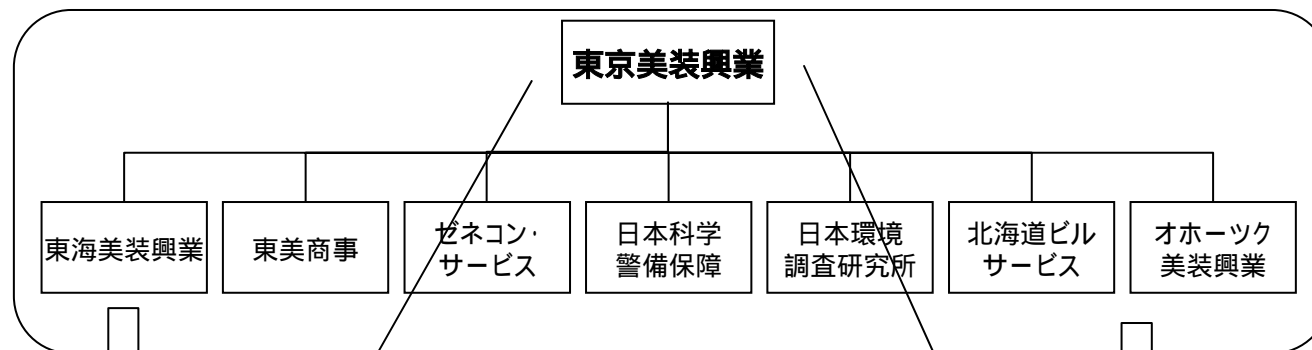 東京美装興業
東海美装興業
東美商事
ゼネコン・
サービス
日本科学
警備保障
日本環境
調査研究所
北海道ビル
サービス
オホーツク
美装興業